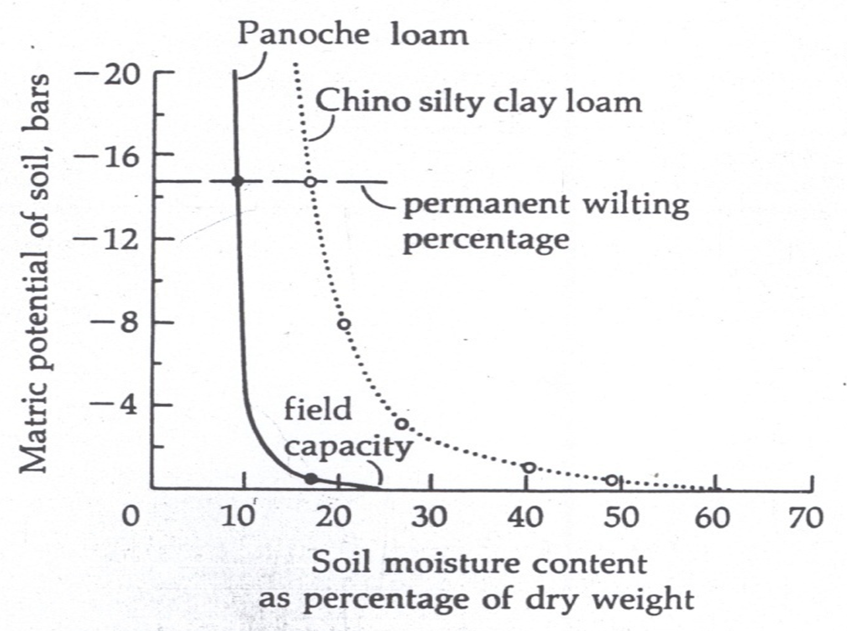 Panoche loam
−20
Chino silty clay loam
−16
permanent wilting
percentage
−12
−8
−4
field
capacity
Matric potential of soil, bars
0 10 20 30 40 50 60 70
Soil moisture content
as percentage of dry weight